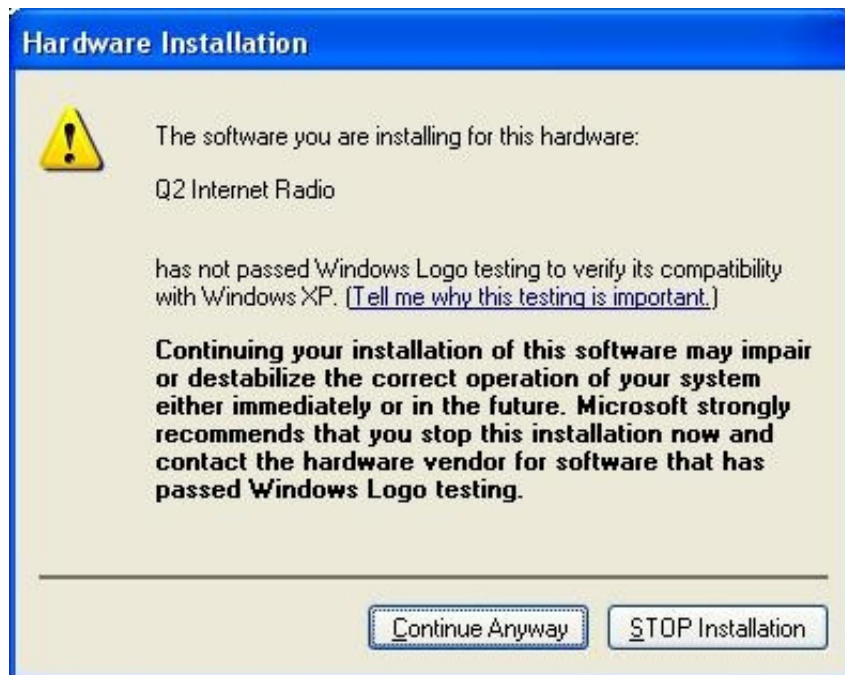 Hardware Installation
The software you are installing for this hardware:
Q2 Internet Radio
has not passed Windows Logo testing to verify its compatibility
with Windows XP. (Tell me why this testing is important.)
Continuing your installation of this software may impair
or destabilize the correct operation of your system
either immediately or in the future. Microsoft strongly
recommends that you stop this installation now and
contact the hardware vendor for software that has
passed Windows Logo testing.
Continue Anyway STOP Installation